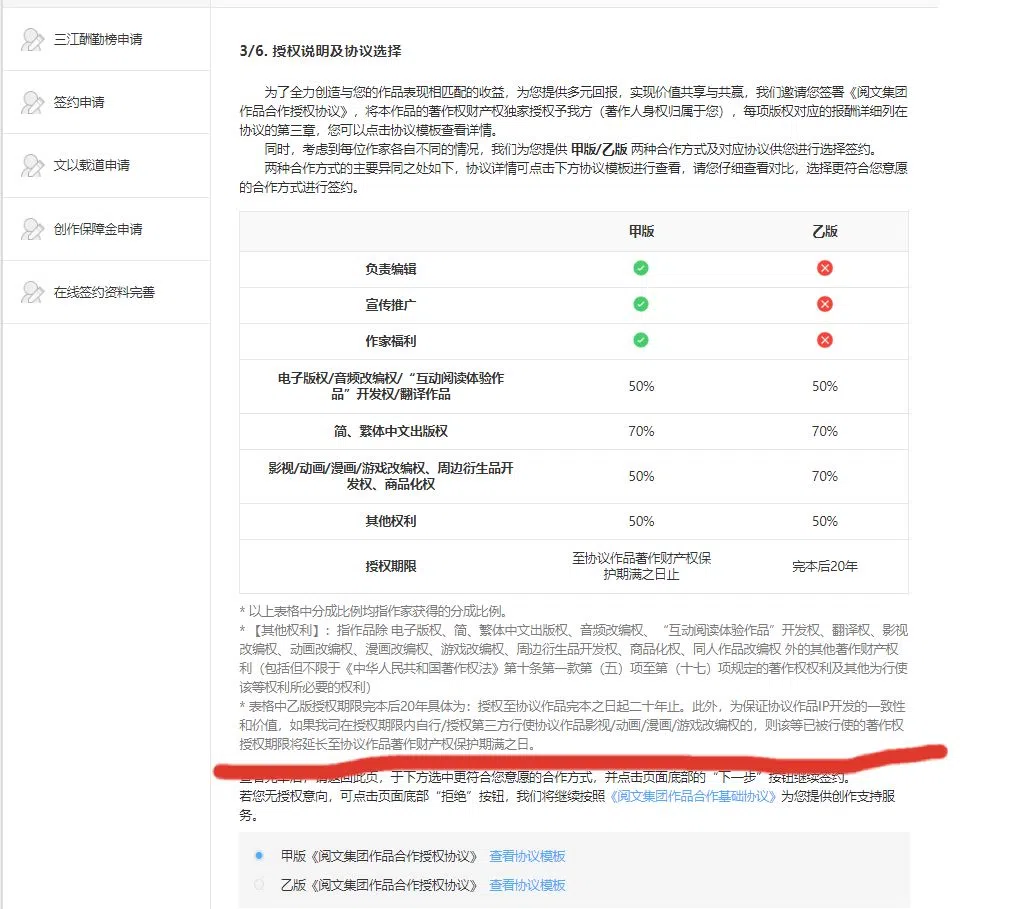 三江酬勤榜申请
签约申请
文以载道申请
创作保障金申请
在线签约资料完善
3/6. 授权说明及协议选择
为了全力创造与您的作品表现相匹配的收益，为您提供多元回报，实现价值共享与共赢，我们邀请您签署《阅文集团
作品合作授权协议》，将本作品的著作权财产权独家授权予我方（著作人身权归属于您），每项版权对应的报酬详细列在
协议的第三章，您可以点击协议模板查看详情。
同时，考虑到每位作家各自不同的情况，我们为您提供 甲版/乙版 两种合作方式及对应协议供您进行选择签约。
两种合作方式的主要异同之处如下，协议详情可点击下方协议模板进行查看，请您仔细查看对比，选择更符合您意愿
的合作方式进行签约。
甲版 乙版
负责编辑
宣传推广
作家福利
电子版权/音频改编权/“互动阅读体验作
品”开发权/翻译作品 50% 50%
简、繁体中文出版权 70% 70%
影视/动画/漫画/游戏改编权、周边衍生品开
发权、商品化权 50% 70%
其他权利 50% 50%
授权期限 至协议作品著作财产权保
护期满之日止 完本后20年
* 以上表格中分成比例均指作家获得的分成比例。
* 【其他权利】：指作品除 电子版权、简、繁体中文出版权、音频改编权、“互动阅读体验作品”开发权、翻译权、影视
改编权、动画改编权、漫画改编权、游戏改编权、周边衍生品开发权、商品化权、同人作品改编权 外的其他著作财产权
利（包括但不限于《中华人民共和国著作权法》第十条第一款第（五）项至第（十七）项规定的著作权权利及其他为行使
该等权利所必要的权利）
* 表格中乙版授权期限完本后20年具体为：授权至协议作品完本之日起二十年止。此外，为保证协议作品IP开发的一致性
和价值，如果我司在授权期限内自行/授权第三方行使协议作品影视/动画/漫画/游戏改编权的，则该等已被行使的著作权
授权期限将延长至协议作品著作财产权保护期满之日。
查看完毕后，请返回此页，于下方选中更符合您意愿的合作方式，并点击页面底部的“下一步”按钮继续签约。
若您无授权意向，可点击页面底部“拒绝”按钮，我们将继续按照《阅文集团作品合作基础协议》为您提供创作支持服
务。
甲版《阅文集团作品合作授权协议》 查看协议模板
乙版《阅文集团作品合作授权协议》 查看协议模板